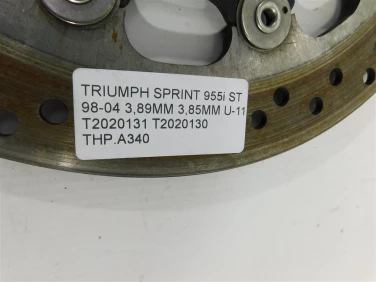 TRIUMPH SPRINT 955i ST
98-04 3,89MM 3,85MM U-11
T2020131 T2020130
THP.A340